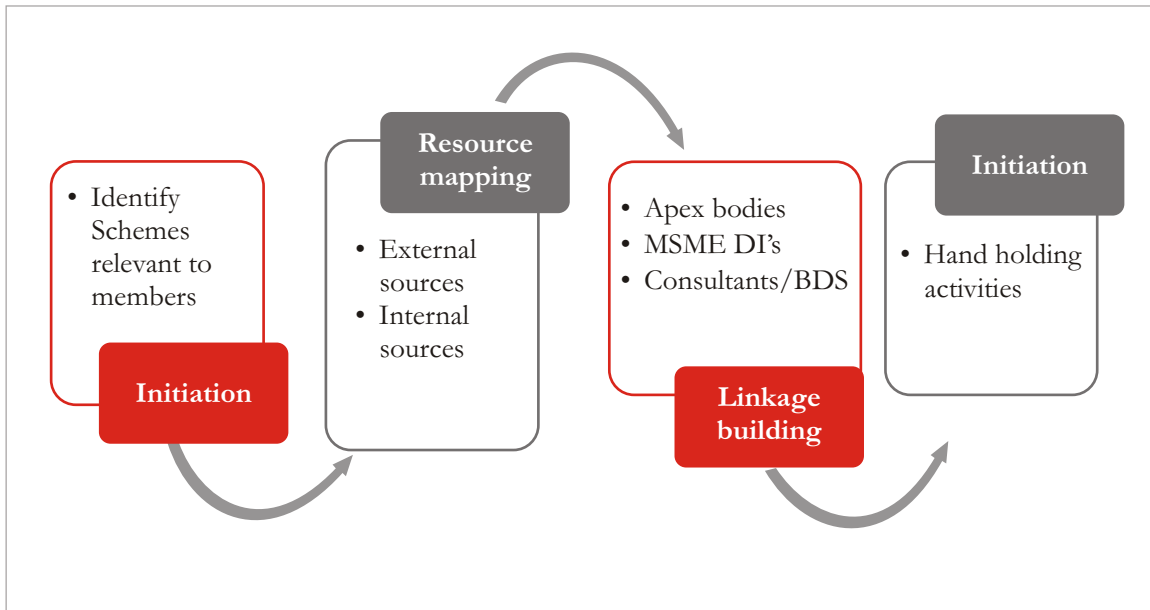 • Identify
Schemes
relevant to
members
Initiation
Resource
mapping
• External
sources
• Internal
sources
• Apex bodies
• MSME DI’s
• Consultants/BDS
Linkage
building
Initiation
• Hand holding
activities